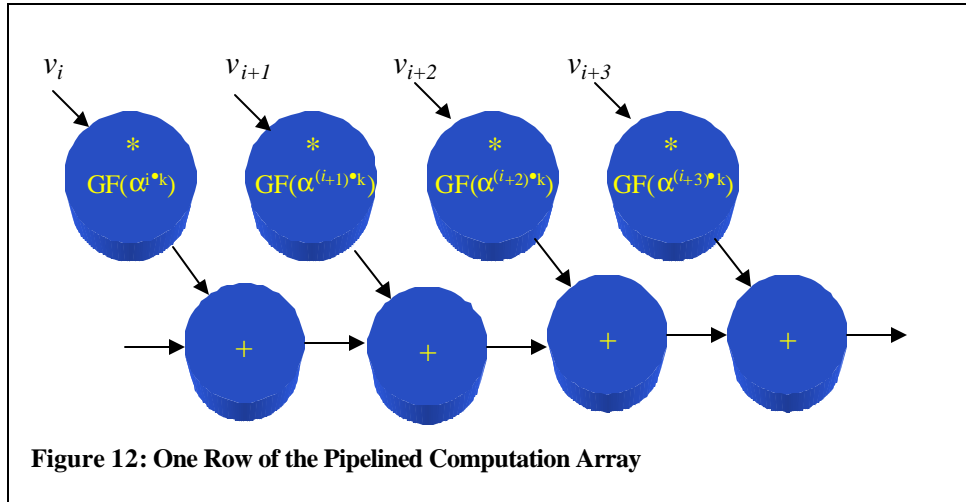 v_i v_{i+1} v_{i+2} v_{i+3}
* * * *
GF(α^{i•k}) GF(α^{(i+1)•k}) GF(α^{(i+2)•k}) GF(α^{(i+3)•k})
+ + + +
Figure 12: One Row of the Pipelined Computation Array